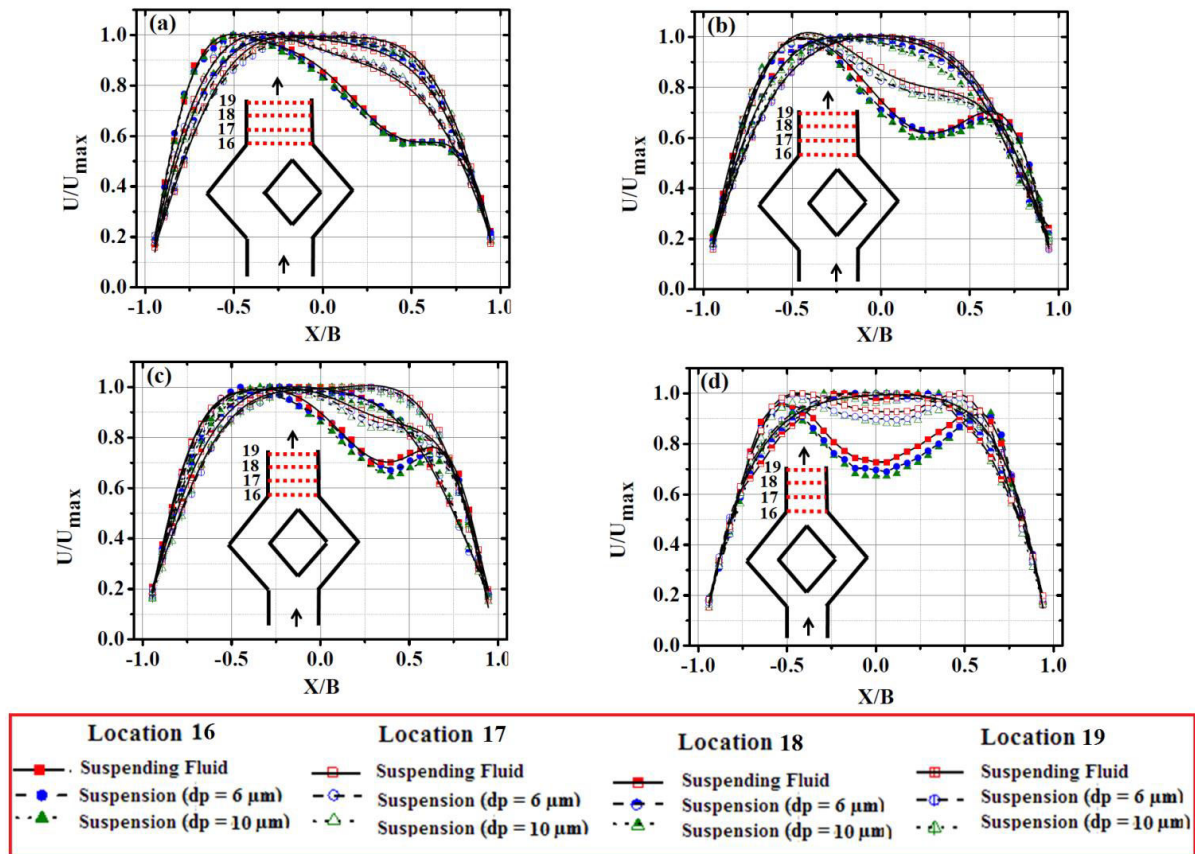 (a)
U/Umax
1.0
0.8
0.6
0.4
0.2
0.0
19
18
17
16
-1.0 -0.5 0.0 0.5 1.0
X/B
(b)
U/Umax
1.0
0.8
0.6
0.4
0.2
0.0
19
18
17
16
-1.0 -0.5 0.0 0.5 1.0
X/B
(c)
U/Umax
1.0
0.8
0.6
0.4
0.2
0.0
19
18
17
16
-1.0 -0.5 0.0 0.5 1.0
X/B
(d)
U/Umax
1.0
0.8
0.6
0.4
0.2
0.0
19
18
17
16
-1.0 -0.5 0.0 0.5 1.0
X/B
Location 16
Suspending Fluid
Suspension (dp = 6 µm)
Suspension (dp = 10 µm)
Location 17
Suspending Fluid
Suspension (dp = 6 µm)
Suspension (dp = 10 µm)
Location 18
Suspending Fluid
Suspension (dp = 6 µm)
Suspension (dp = 10 µm)
Location 19
Suspending Fluid
Suspension (dp = 6 µm)
Suspension (dp = 10 µm)